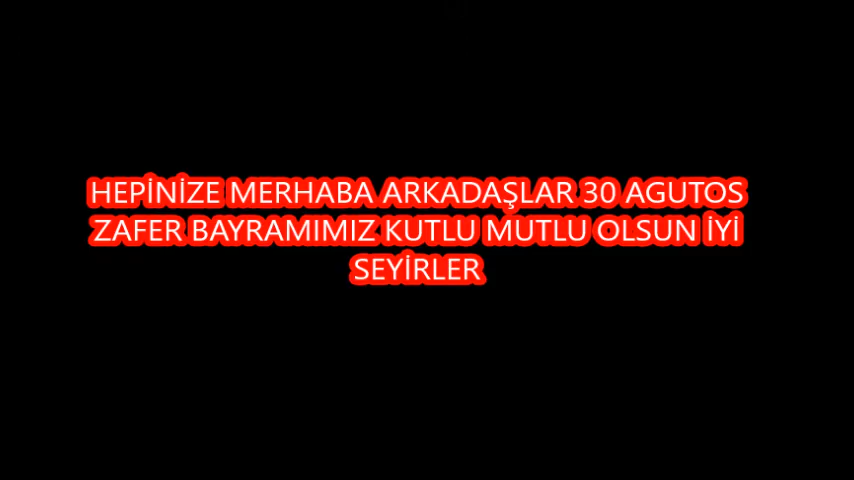 HEPİNİZE MERHABA ARKADAŞLAR 30 AGUTOS
ZAFER BAYRAMIMIZ KUTLU MUTLU OLSUN İYİ
SEYİRLER